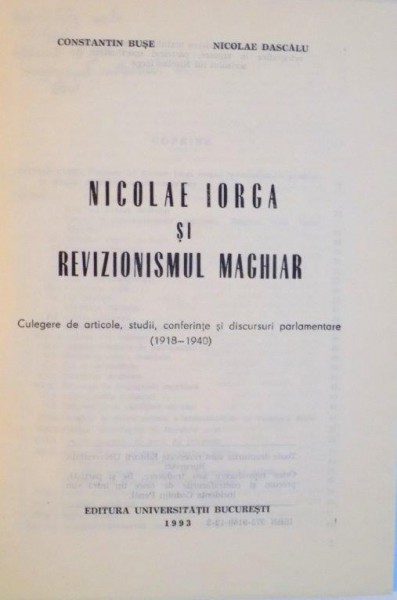 CONSTANTIN BUȘE NICOLAE DASCĂLU
NICOLAE IORGA
ȘI
REVIZIONISMUL MAGHIAR
Culegere de articole, studii, conferințe și discursuri parlamentare
(1918–1940)
EDITURA UNIVERSITĂȚII BUCUREȘTI
1993